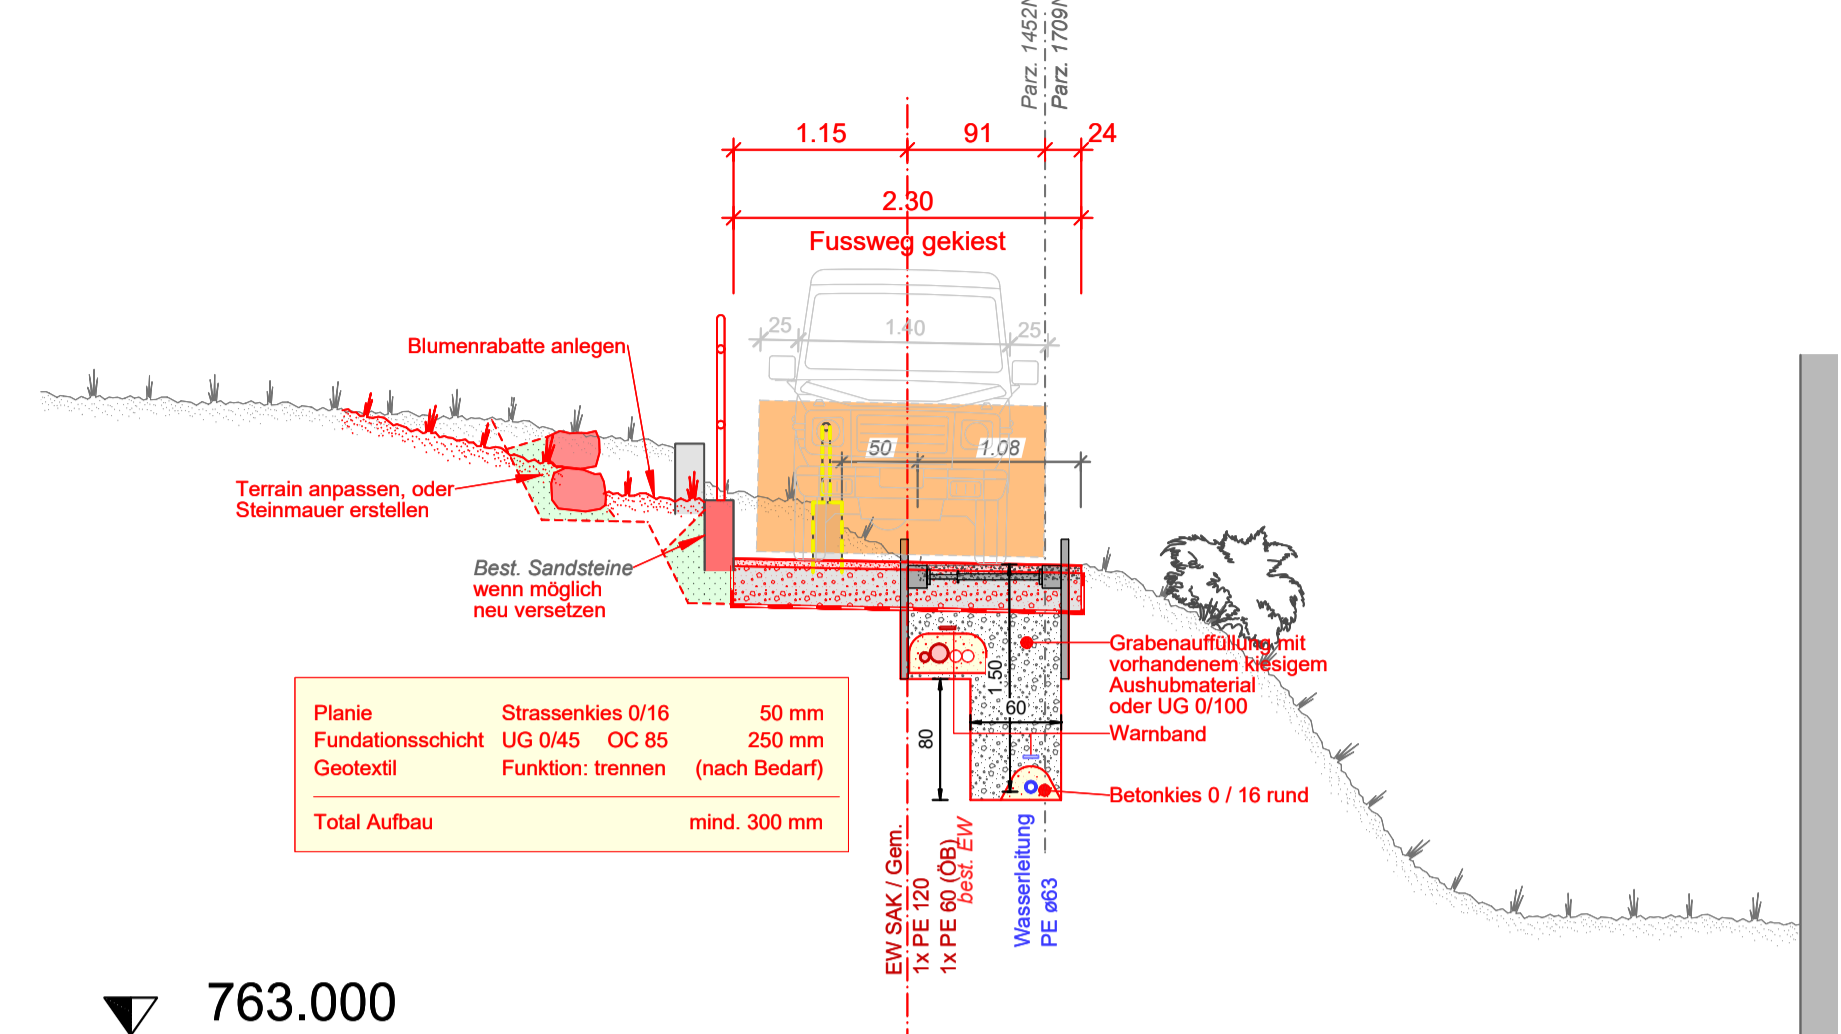 Parz. 1452N
Parz. 1709N
1.15
91
24
2.30
Fussweg gekiest
25
1.40
25
Blumenrabatte anlegen
50
1.08
Terrain anpassen, oder
Steinmauer erstellen
Best. Sandsteine
wenn möglich
neu versetzen
Grabenauffüllung mit
vorhandenem kiesigem
Aushubmaterial
oder UG 0/100
1.50
60
80
Warnband
Betonkies 0 / 16 rund
Planie Strassenkies 0/16 50 mm
Fundationsschicht UG 0/45 OC 85 250 mm
Geotextil Funktion: trennen (nach Bedarf)
Total Aufbau mind. 300 mm
EW SAK / Gem.
1x PE 120
1x PE 60 (ÖB)
best. EW
Wasserleitung
PE ø63
763.000